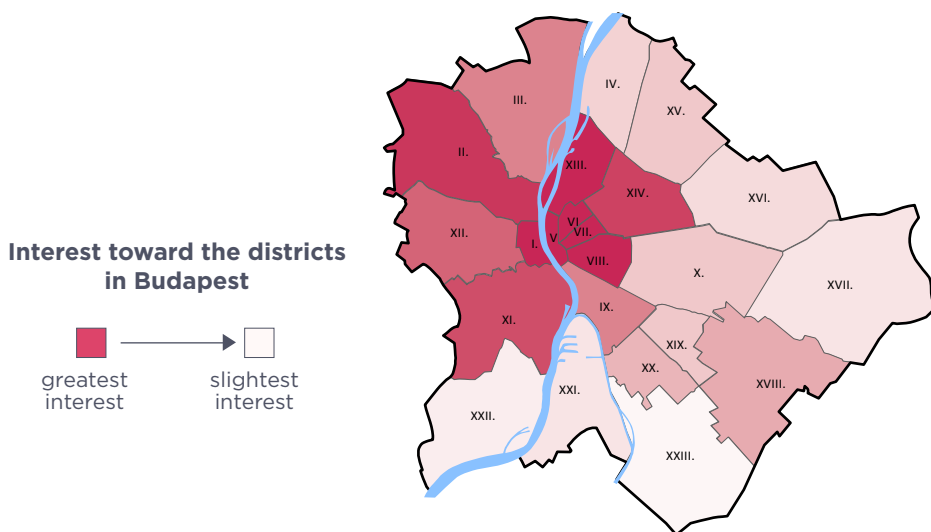 Interest toward the districts
in Budapest
greatest
interest
slightest
interest
III.
IV.
XV.
II.
XIII.
XIV.
XVI.
XII.
I.
V.
VI.
VII.
VIII.
X.
XVII.
XI.
IX.
XIX.
XX.
XVIII.
XXI.
XXII.
XXIII.